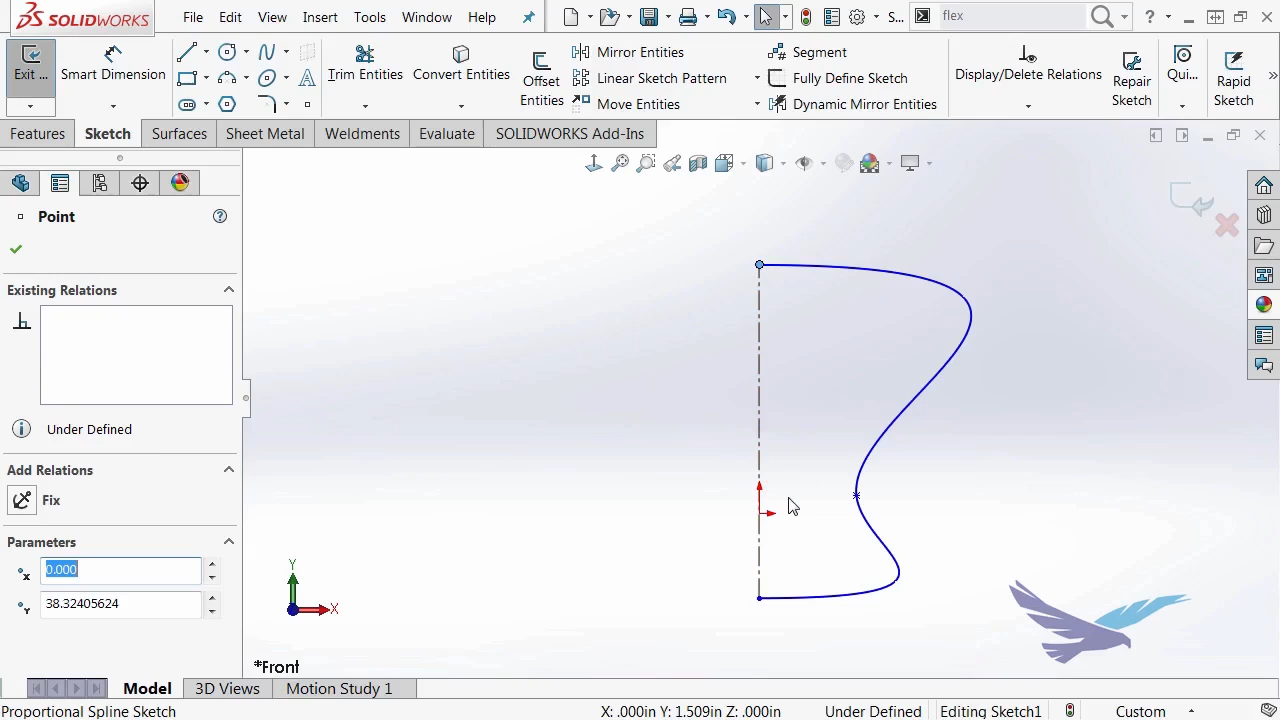 SOLIDWORKS File Edit View Insert Tools Window Help S... flex
Exit ... Smart Dimension Trim Entities Convert Entities Offset Entities Mirror Entities Segment Display/Delete Relations Repair Sketch Qui... Rapid Sketch
Linear Sketch Pattern Fully Define Sketch
Move Entities Dynamic Mirror Entities
Features Sketch Surfaces Sheet Metal Weldments Evaluate SOLIDWORKS Add-Ins
Point
Existing Relations
Under Defined
Add Relations
Fix
Parameters
0.000
38.32405624
Y
X
*Front
Model 3D Views Motion Study 1
Proportional Spline Sketch X: .000in Y: 1.509in Z: .000in Under Defined Editing Sketch1 Custom